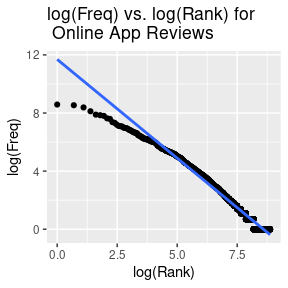 log(Freq) vs. log(Rank) for
Online App Reviews
12
8
4
0
log(Freq)
0.0 2.5 5.0 7.5
log(Rank)